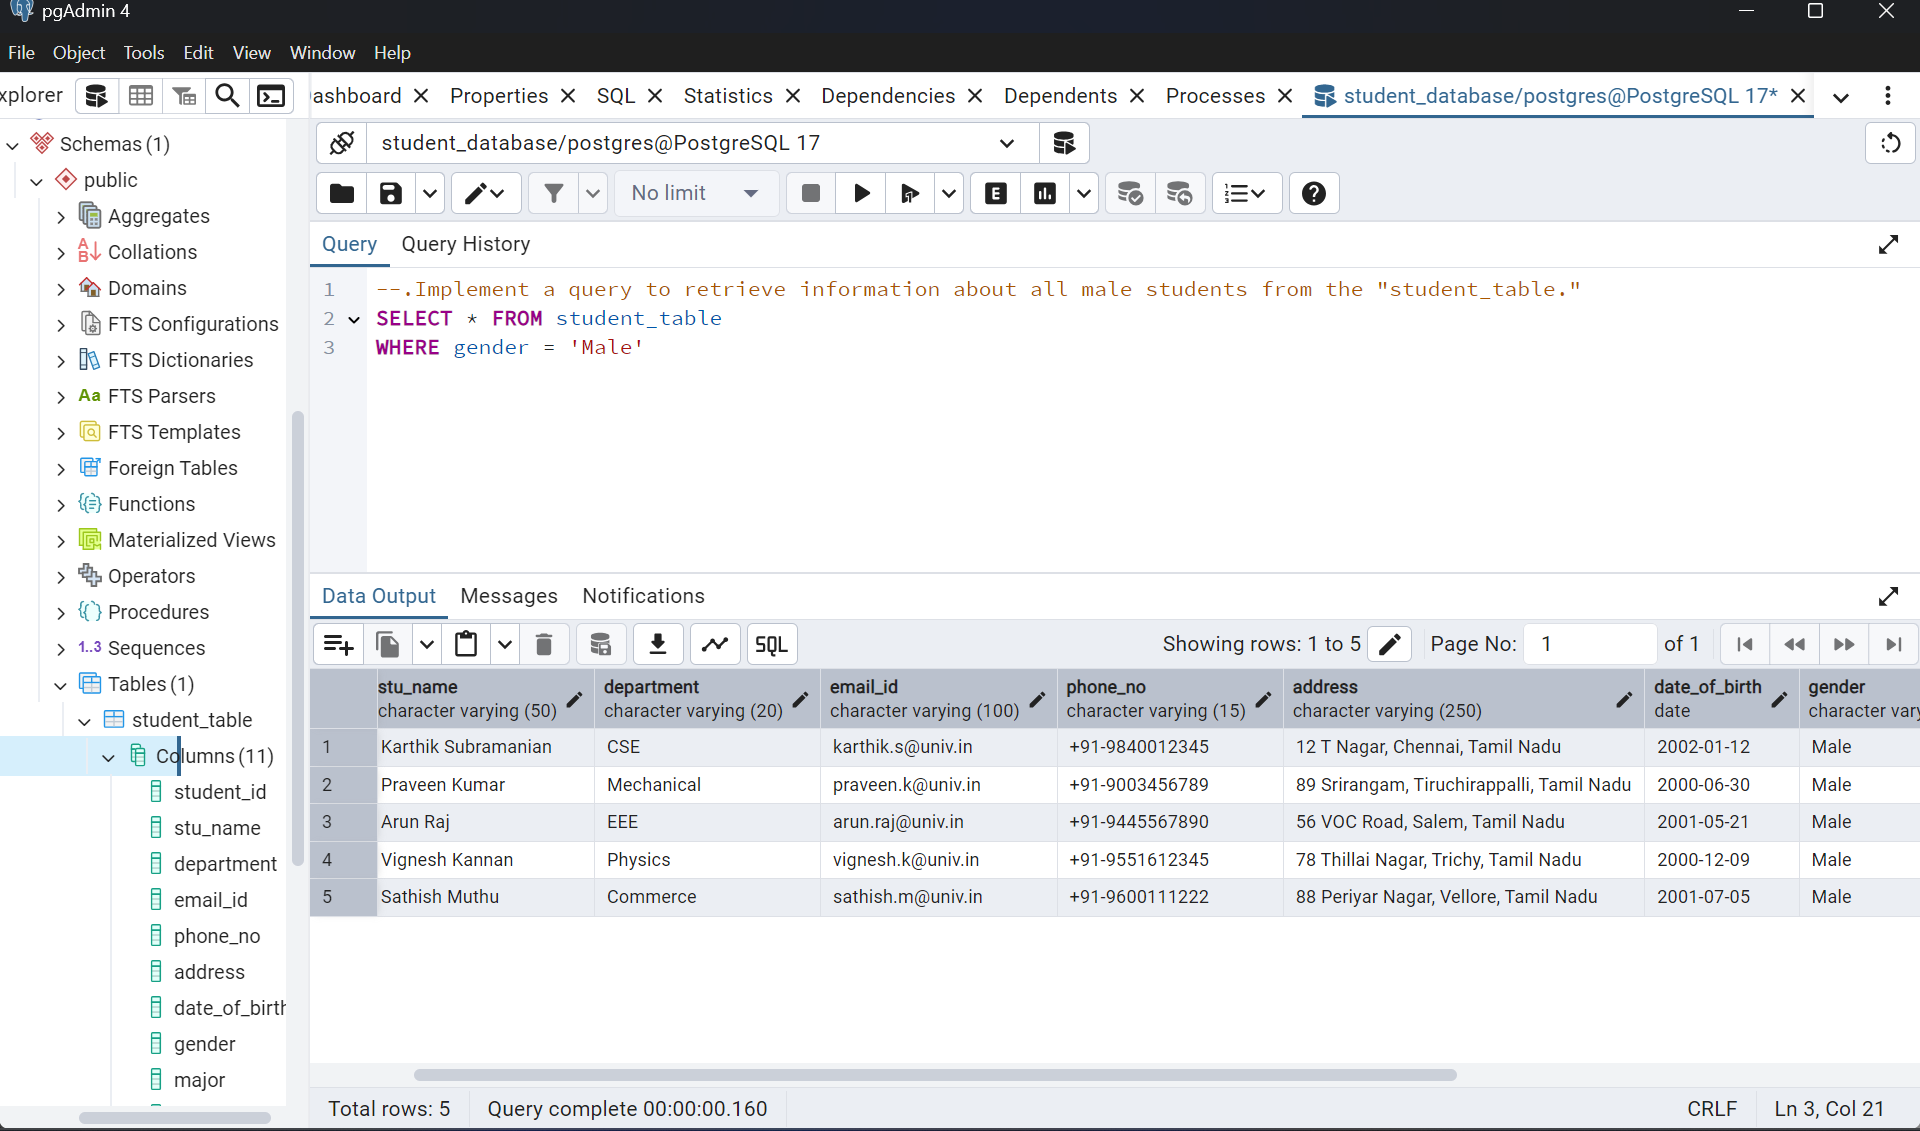 pgAdmin 4
File Object Tools Edit View Window Help
xplorer
ashboard Properties SQL Statistics Dependencies Dependents Processes student_database/postgres@PostgreSQL 17*
Schemas (1)
public
Aggregates
Collations
Domains
FTS Configurations
FTS Dictionaries
Aa FTS Parsers
FTS Templates
Foreign Tables
Functions
Materialized Views
Operators
Procedures
1..3 Sequences
Tables (1)
student_table
Columns (11)
student_id
stu_name
department
email_id
phone_no
address
date_of_birth
gender
major
student_database/postgres@PostgreSQL 17
No limit
E
Query Query History
1 --.Implement a query to retrieve information about all male students from the "student_table."
2 SELECT * FROM student_table
3 WHERE gender = 'Male'
Data Output Messages Notifications
SQL Showing rows: 1 to 5 Page No: 1 of 1
stu_name department email_id phone_no address date_of_birth gender
character varying (50) character varying (20) character varying (100) character varying (15) character varying (250) date character vary
1 Karthik Subramanian CSE karthik.s@univ.in +91-9840012345 12 T Nagar, Chennai, Tamil Nadu 2002-01-12 Male
2 Praveen Kumar Mechanical praveen.k@univ.in +91-9003456789 89 Srirangam, Tiruchirappalli, Tamil Nadu 2000-06-30 Male
3 Arun Raj EEE arun.raj@univ.in +91-9445567890 56 VOC Road, Salem, Tamil Nadu 2001-05-21 Male
4 Vignesh Kannan Physics vignesh.k@univ.in +91-9551612345 78 Thillai Nagar, Trichy, Tamil Nadu 2000-12-09 Male
5 Sathish Muthu Commerce sathish.m@univ.in +91-9600111222 88 Periyar Nagar, Vellore, Tamil Nadu 2001-07-05 Male
Total rows: 5 Query complete 00:00:00.160 CRLF Ln 3, Col 21